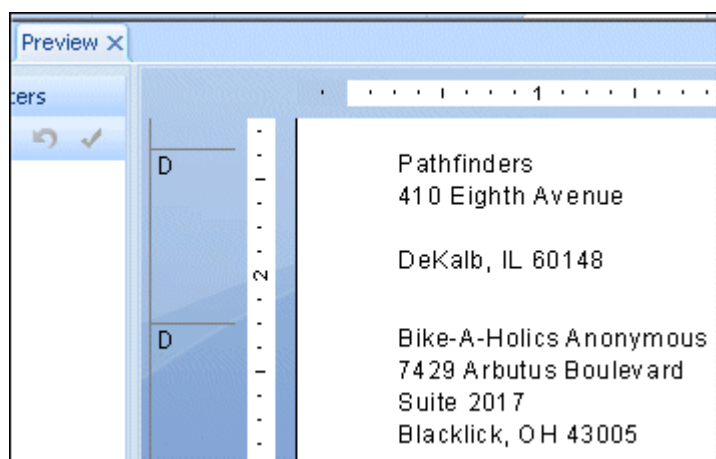 Preview
ers
1
D
Pathfinders
410 Eighth Avenue
DeKalb, IL 60148
2
D
Bike-A-Holics Anonymous
7429 Arbutus Boulevard
Suite 2017
Blacklick, OH 43005